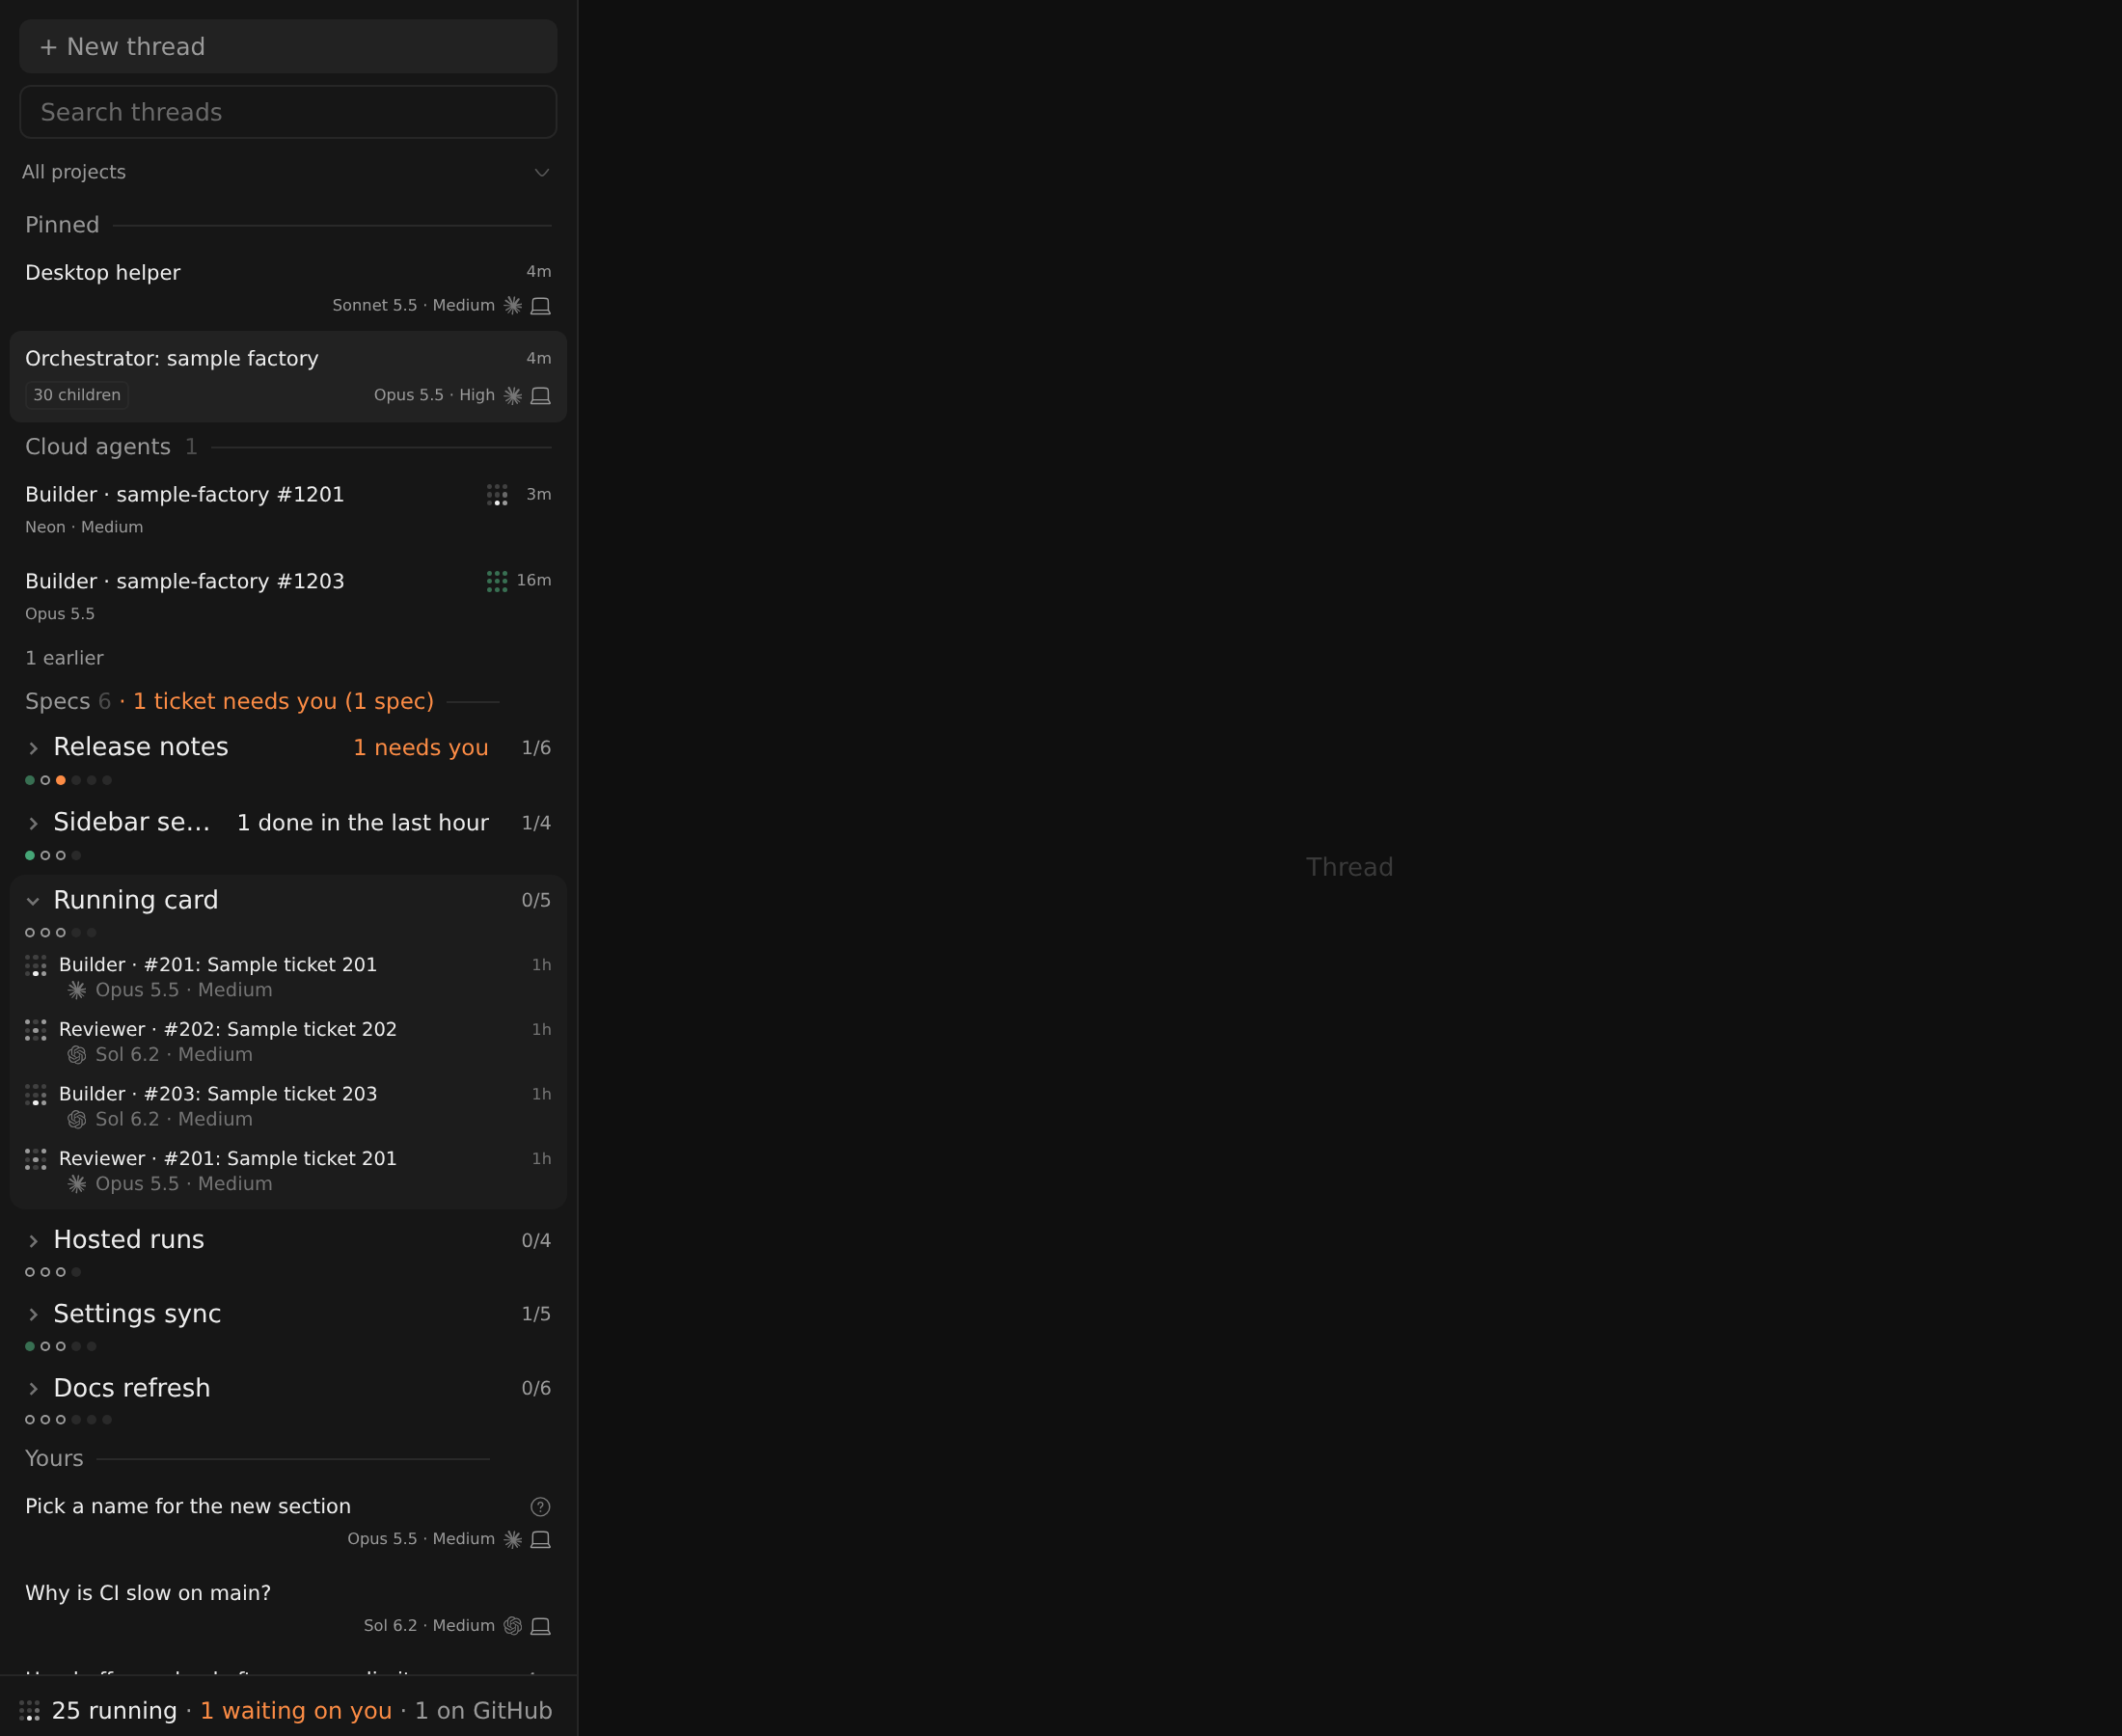 + New thread
Search threads
All projects
Pinned
Desktop helper 4m
Sonnet 5.5 · Medium
Orchestrator: sample factory 4m
30 children Opus 5.5 · High
Cloud agents 1
Builder · sample-factory #1201 3m
Neon · Medium
Builder · sample-factory #1203 16m
Opus 5.5
1 earlier
Specs 6 · 1 ticket needs you (1 spec)
Release notes 1 needs you 1/6
Sidebar se... 1 done in the last hour 1/4
Running card 0/5
Builder · #201: Sample ticket 201 1h
Opus 5.5 · Medium
Reviewer · #202: Sample ticket 202 1h
Sol 6.2 · Medium
Builder · #203: Sample ticket 203 1h
Sol 6.2 · Medium
Reviewer · #201: Sample ticket 201 1h
Opus 5.5 · Medium
Hosted runs 0/4
Settings sync 1/5
Docs refresh 0/6
Yours
Pick a name for the new section
Opus 5.5 · Medium
Why is CI slow on main?
Sol 6.2 · Medium
25 running · 1 waiting on you · 1 on GitHub
Thread